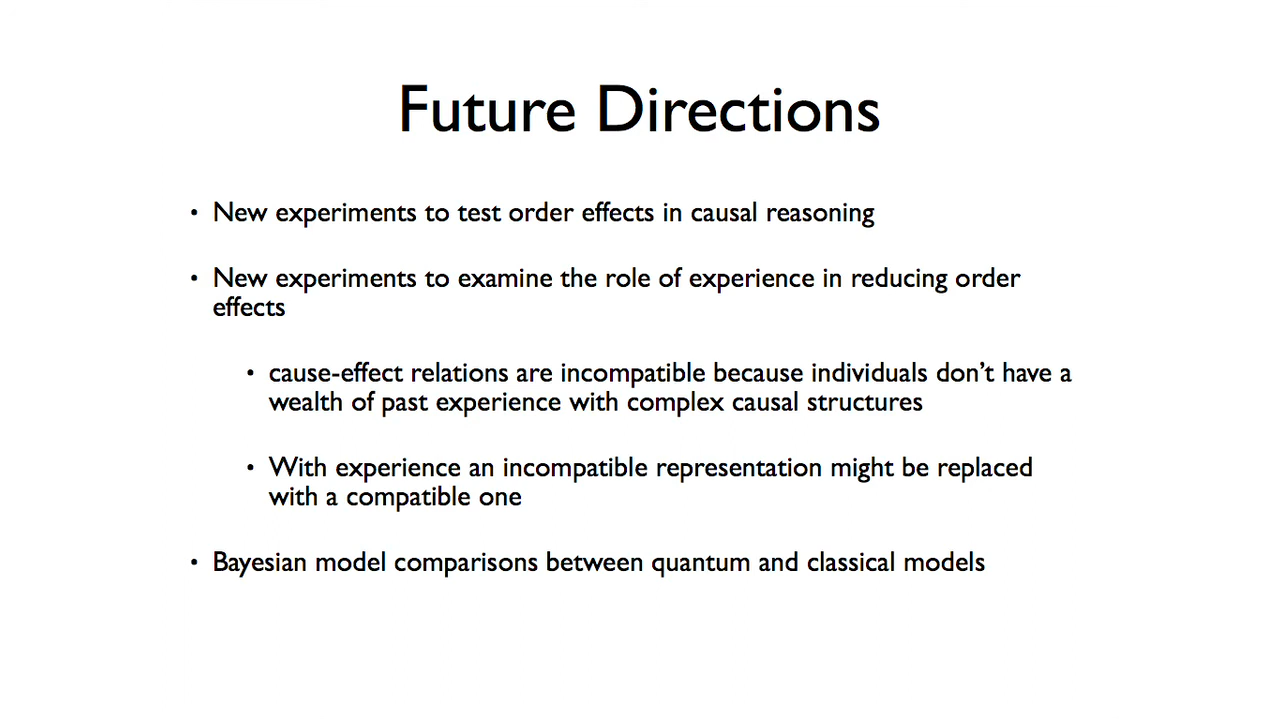 Future Directions
• New experiments to test order effects in causal reasoning
• New experiments to examine the role of experience in reducing order
effects
• cause-effect relations are incompatible because individuals don’t have a
wealth of past experience with complex causal structures
• With experience an incompatible representation might be replaced
with a compatible one
• Bayesian model comparisons between quantum and classical models